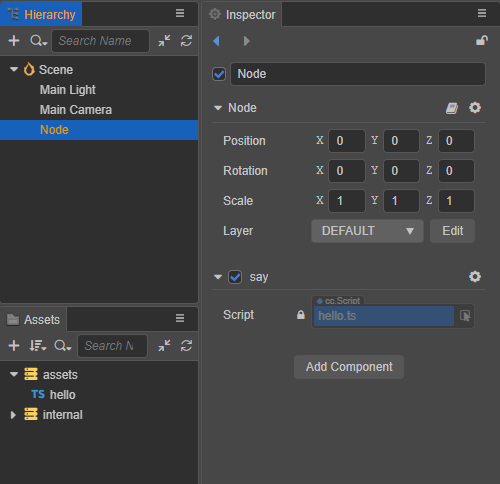 Hierarchy
Search Name
Scene
Main Light
Main Camera
Node
Assets
Search N
assets
TS hello
internal
Inspector
Node
Node
Position X 0 Y 0 Z 0
Rotation X 0 Y 0 Z 0
Scale X 1 Y 1 Z 1
Layer DEFAULT Edit
say
cc.Script
Script hello.ts
Add Component